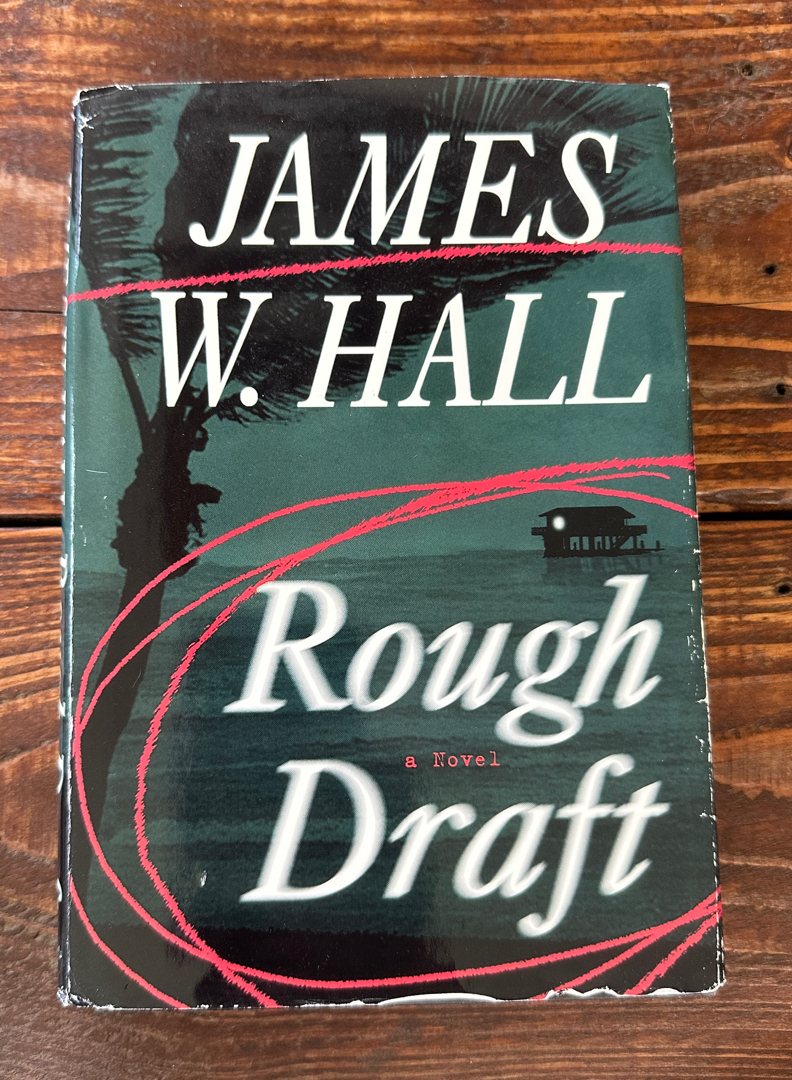 JAMES
W. HALL
Rough
a Novel
Draft